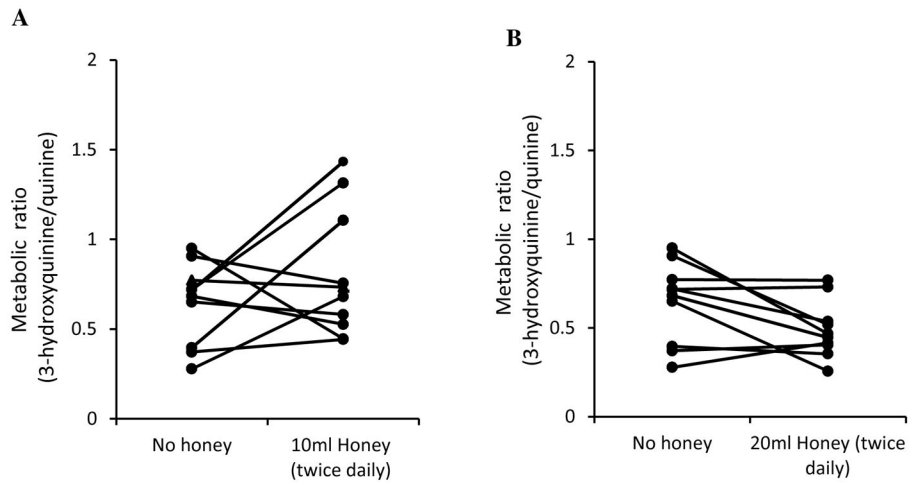 A
Metabolic ratio
(3-hydroxyquinine/quinine)
2
1.5
1
0.5
0
No honey
10ml Honey
(twice daily)
B
Metabolic ratio
(3-hydroxyquinine/quinine)
2
1.5
1
0.5
0
No honey
20ml Honey (twice
daily)